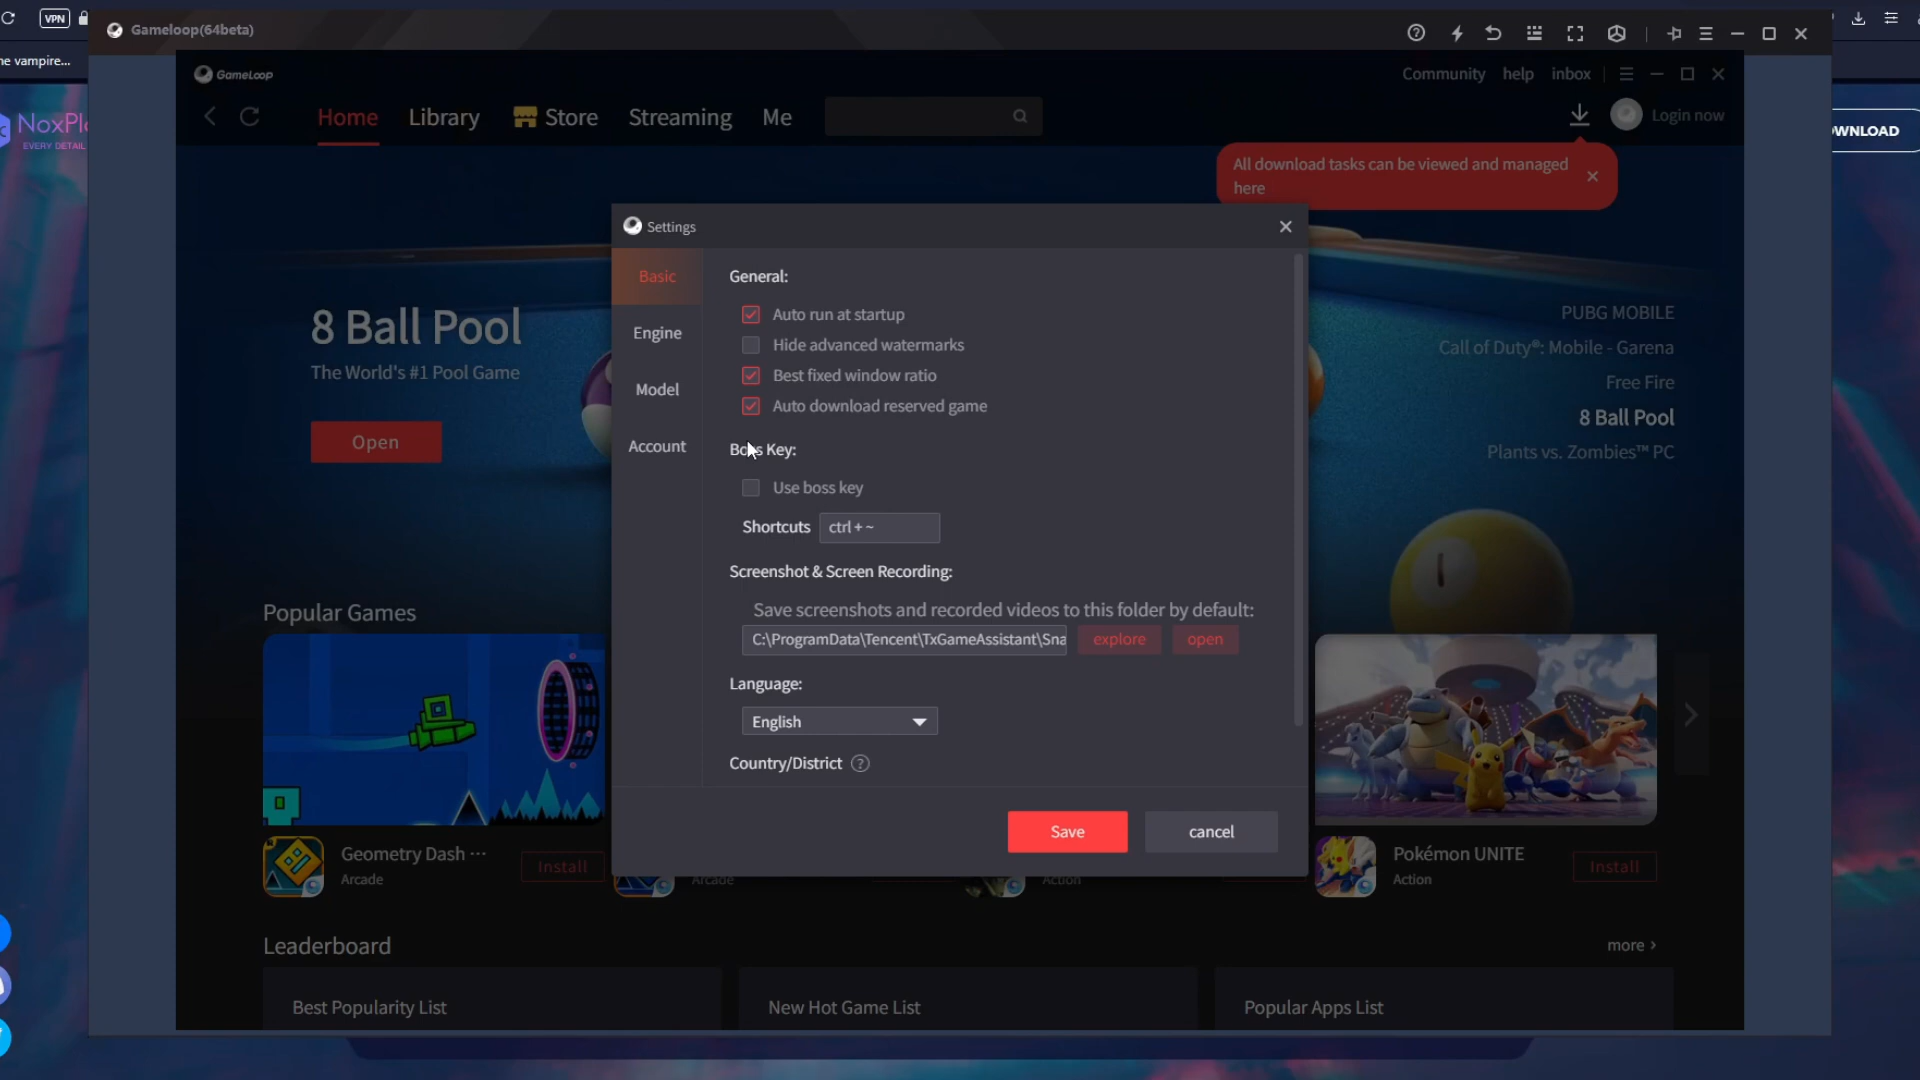 VPN
Gameloop(64beta)
ne vampire...
GameLoop
Community help inbox
Home Library Store Streaming Me
Login now
NoxPl
EVERY DETAIL
OWNLOAD
All download tasks can be viewed and managed
here
Settings
Basic
Engine
Model
Account
General:
Auto run at startup
Hide advanced watermarks
Best fixed window ratio
Auto download reserved game
Boss Key:
Use boss key
Shortcuts ctrl + ~
Screenshot & Screen Recording:
Save screenshots and recorded videos to this folder by default:
C:\ProgramData\Tencent\TxGameAssistant\Sna explore open
Language:
English
Country/District ?
Save cancel
8 Ball Pool
The World's #1 Pool Game
Open
PUBG MOBILE
Call of Duty®: Mobile - Garena
Free Fire
8 Ball Pool
Plants vs. Zombies™ PC
Popular Games
Geometry Dash ···
Arcade
Install
Arcade
Action
Pokémon UNITE
Action
Install
Leaderboard
more >
Best Popularity List
New Hot Game List
Popular Apps List